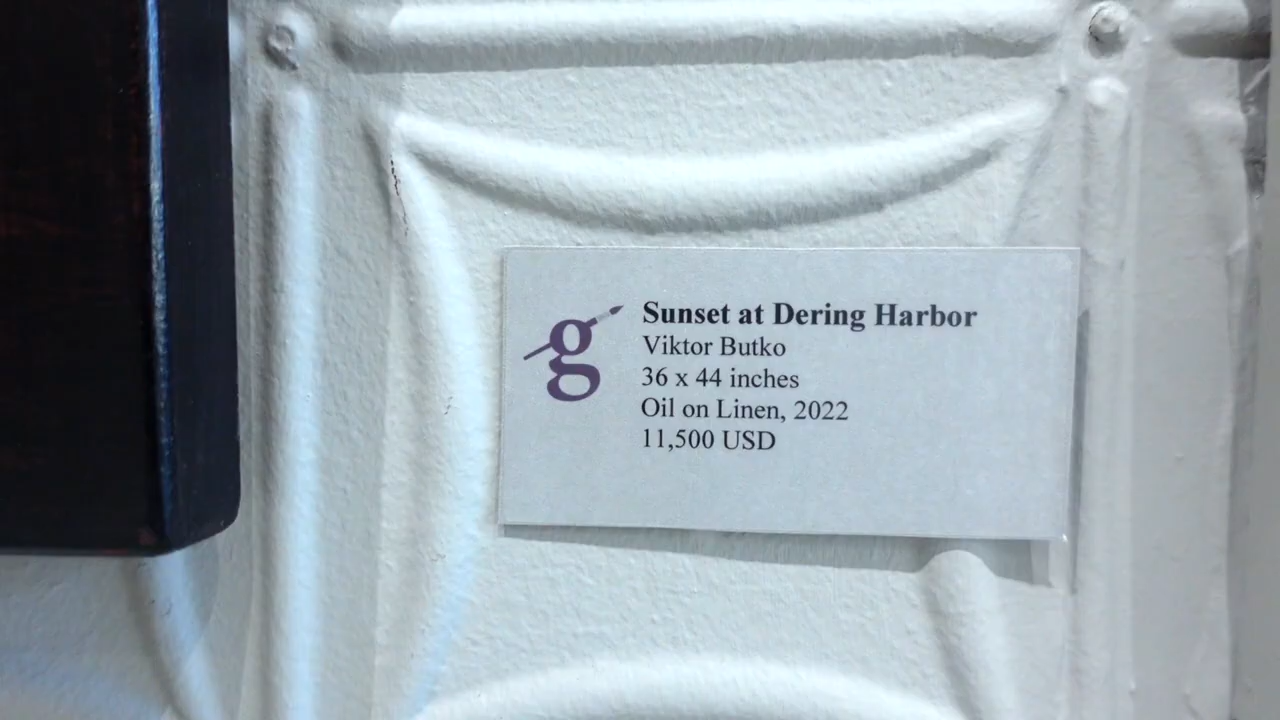 g
Sunset at Dering Harbor
Viktor Butko
36 x 44 inches
Oil on Linen, 2022
11,500 USD